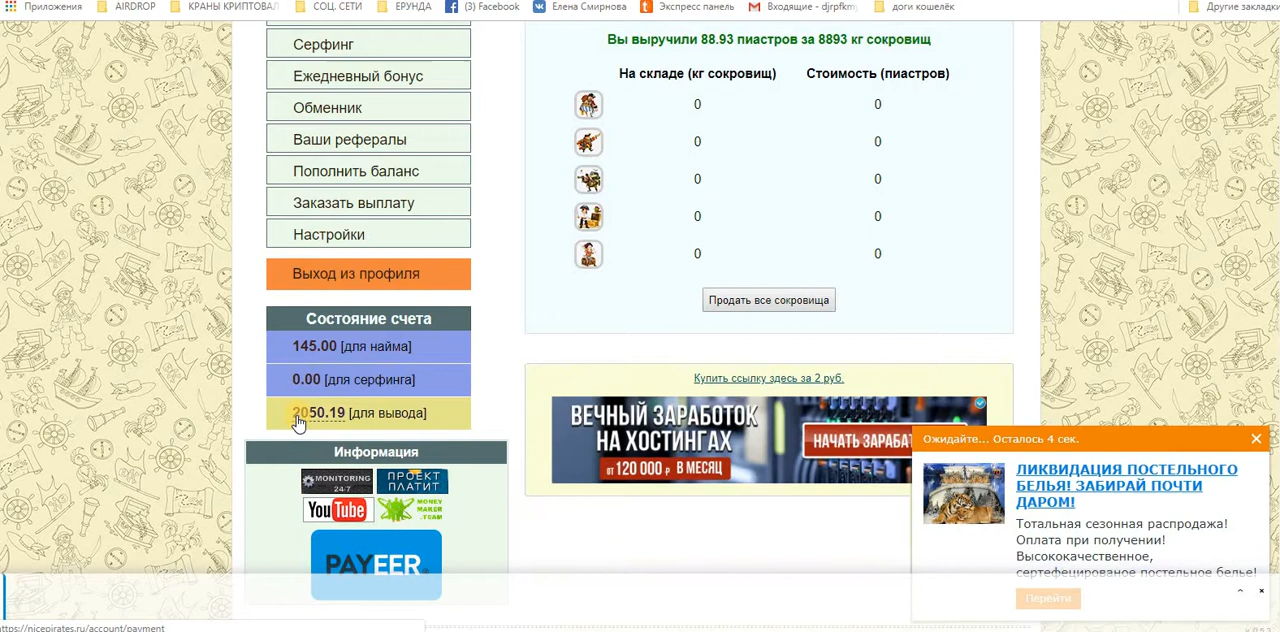 Приложения
AIRDROP
КРАНЫ КРИПТОВАЛ
СОЦ. СЕТИ
ЕРУНДА
(3) Facebook
Елена Смирнова
Экспресс панель
Входящие - djrpfkm
доги кошелёк
Другие закладки
Серфинг
Ежедневный бонус
Обменник
Ваши рефералы
Пополнить баланс
Заказать выплату
Настройки
Выход из профиля
Состояние счета
145.00 [для найма]
0.00 [для серфинга]
2050.19 [для вывода]
Информация
MONITORING
24-7
ПРОЕКТ
ПЛАТИТ
YouTube
MONEY
MAKER
.TEAM
PAYEER
Вы выручили 88.93 пиастров за 8893 кг сокровищ
На складе (кг сокровищ) Стоимость (пиастров)
0 0
0 0
0 0
0 0
0 0
Продать все сокровища
Купить ссылку здесь за 2 руб.
ВЕЧНЫЙ ЗАРАБОТОК
НА ХОСТИНГАХ
ОТ 120 000 ₽ В МЕСЯЦ
НАЧАТЬ ЗАРАБ
Ожидайте... Осталось 4 сек.
ЛИКВИДАЦИЯ ПОСТЕЛЬНОГО
БЕЛЬЯ! ЗАБИРАЙ ПОЧТИ
ДАРОМ!
Тотальная сезонная распродажа!
Оплата при получении!
Высококачественное,
сертефецированое постельное белье!
Перейти
https://nicepirates.ru/account/payment